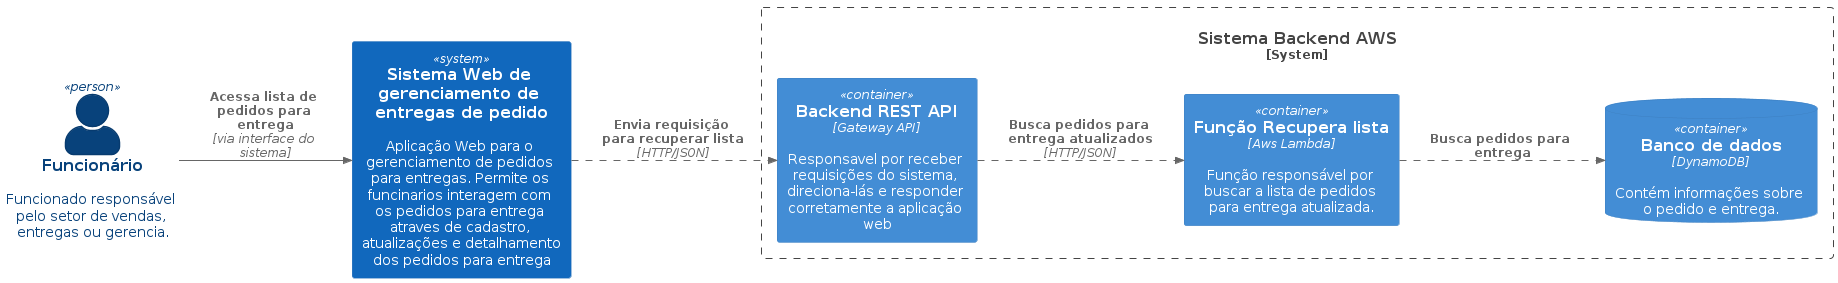 «person»
Funcionário
Funcionado responsável
pelo setor de vendas,
entregas ou gerencia.
Acessa lista de
pedidos para
entrega
[via interface do
sistema]
«system»
Sistema Web de
gerenciamento de
entregas de pedido
Aplicação Web para o
gerenciamento de pedidos
para entregas. Permite os
funcinarios interagem com
os pedidos para entrega
atraves de cadastro,
atualizações e detalhamento
dos pedidos para entrega
Envia requisição
para recuperar lista
[HTTP/JSON]
Sistema Backend AWS
[System]
«container»
Backend REST API
[Gateway API]
Responsavel por receber
requisições do sistema,
direciona-lás e responder
corretamente a aplicação
web
Busca pedidos para
entrega atualizados
[HTTP/JSON]
«container»
Função Recupera lista
[Aws Lambda]
Função responsável por
buscar a lista de pedidos
para entrega atualizada.
Busca pedidos para
entrega
«container»
Banco de dados
[DynamoDB]
Contém informações sobre
o pedido e entrega.